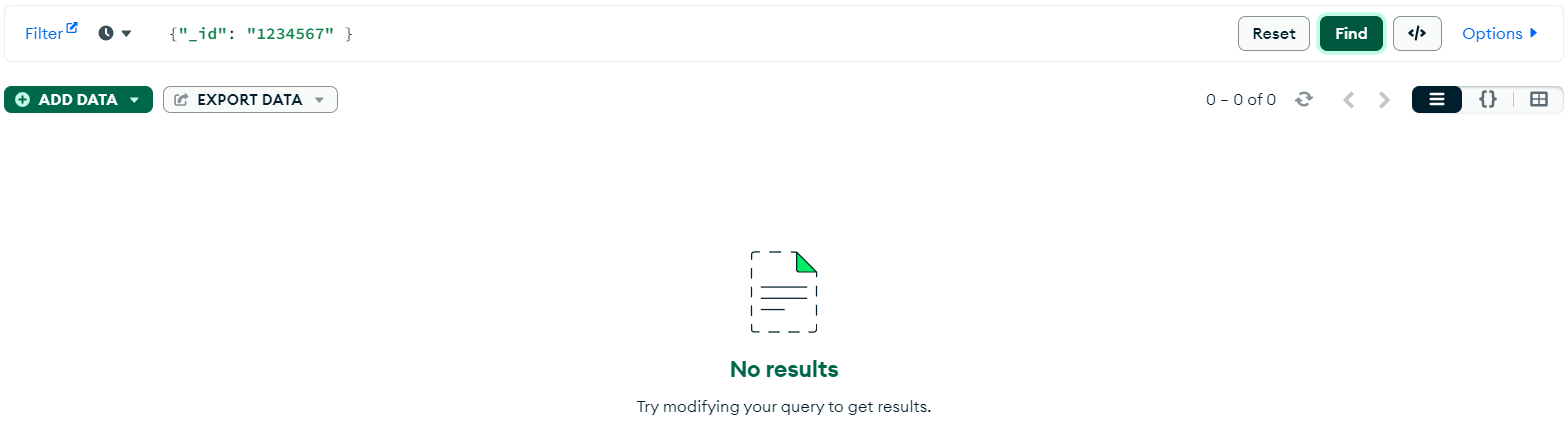 Filter {"_id": "1234567" } Reset Find </> Options
ADD DATA EXPORT DATA 0 – 0 of 0 {}
No results
Try modifying your query to get results.